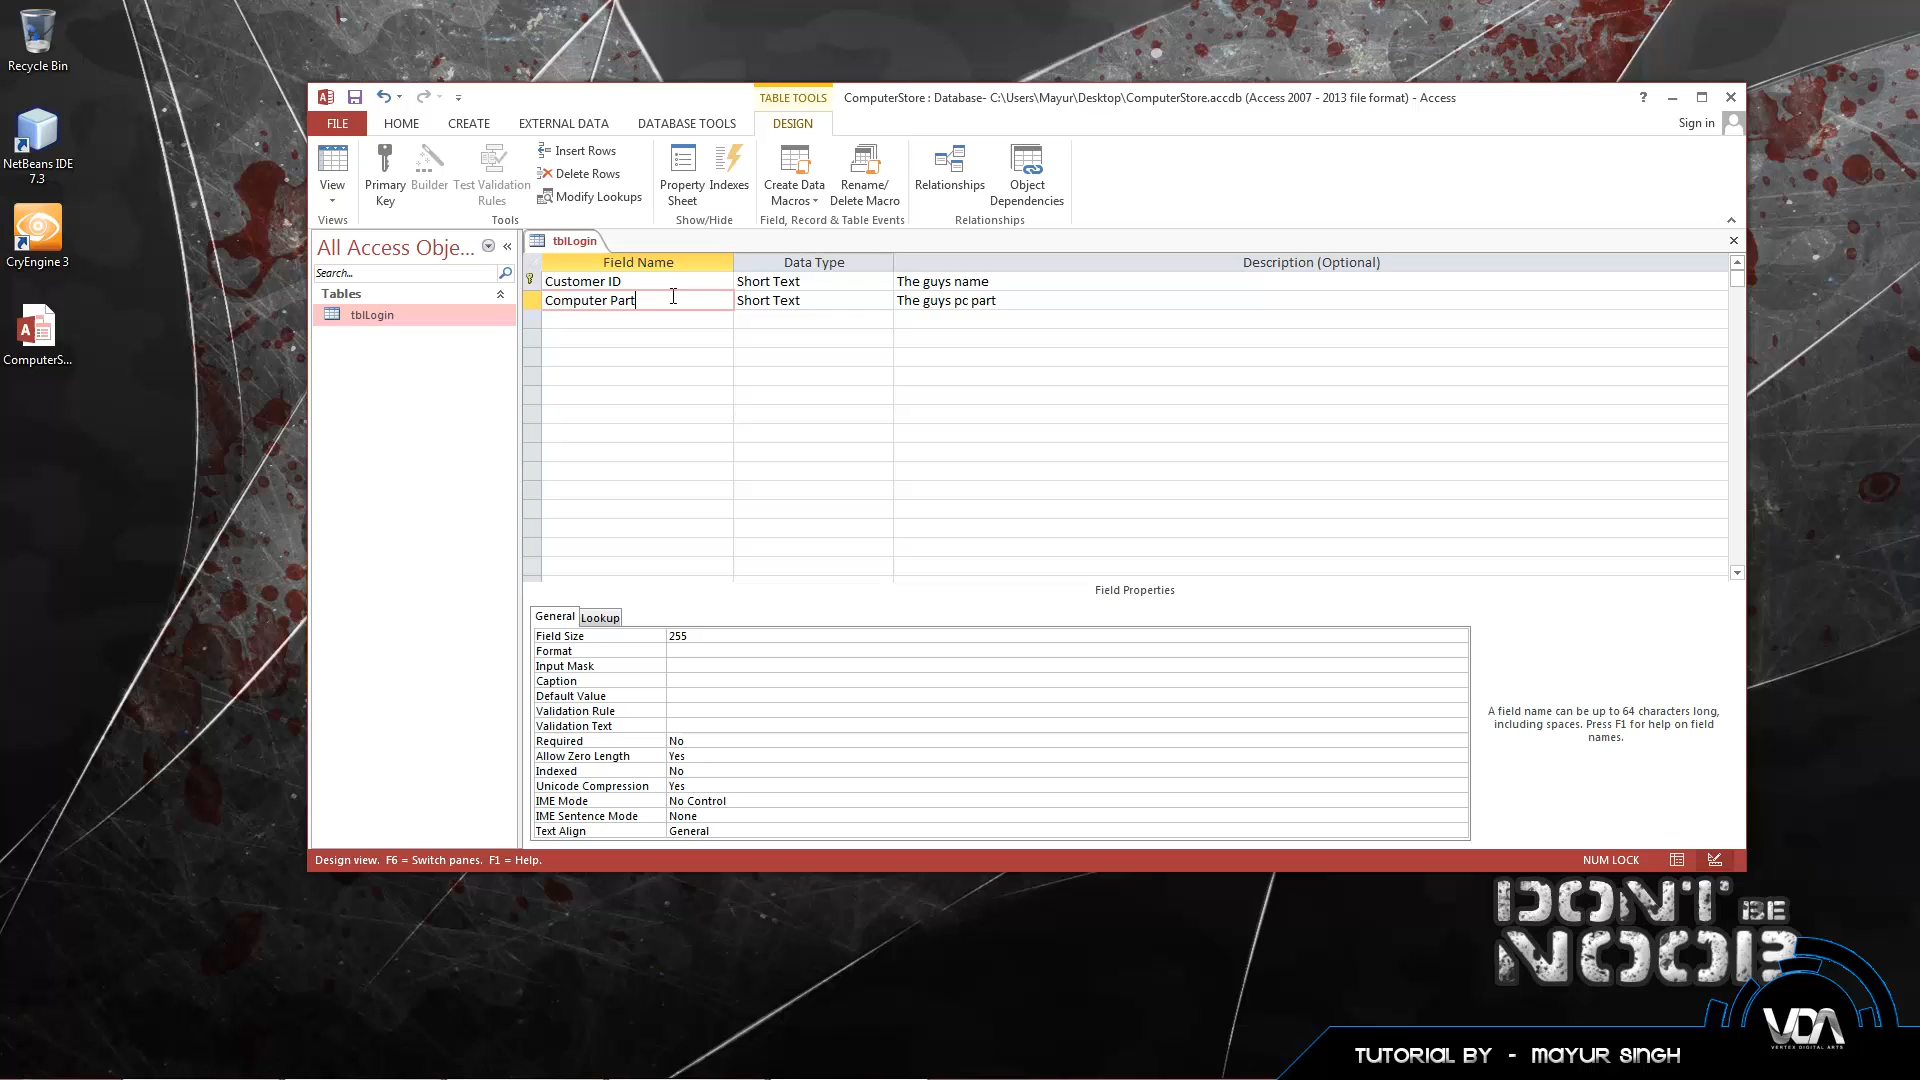 Recycle Bin
NetBeans IDE
7.3
CryEngine 3
ComputerS...
TABLE TOOLS
ComputerStore : Database- C:\Users\Mayur\Desktop\ComputerStore.accdb (Access 2007 - 2013 file format) - Access
?
FILE
HOME
CREATE
EXTERNAL DATA
DATABASE TOOLS
DESIGN
Sign in
View
Primary
Key
Builder
Test Validation
Rules
Insert Rows
Delete Rows
Modify Lookups
Property
Sheet
Indexes
Create Data
Macros
Rename/
Delete Macro
Relationships
Object
Dependencies
Views
Tools
Show/Hide
Field, Record & Table Events
Relationships
All Access Obje...
Search...
Tables
tblLogin
tblLogin
Field Name
Data Type
Description (Optional)
Customer ID
Short Text
The guys name
Computer Part
Short Text
The guys pc part
Field Properties
General
Lookup
Field Size
255
Format
Input Mask
Caption
Default Value
Validation Rule
Validation Text
Required
No
Allow Zero Length
Yes
Indexed
No
Unicode Compression
Yes
IME Mode
No Control
IME Sentence Mode
None
Text Align
General
A field name can be up to 64 characters long,
including spaces. Press F1 for help on field
names.
Design view.  F6 = Switch panes.  F1 = Help.
NUM LOCK
DON'T BE
NOOB
VDA
VERTEX DIGITAL ARTS
TUTORIAL BY - MAYUR SINGH